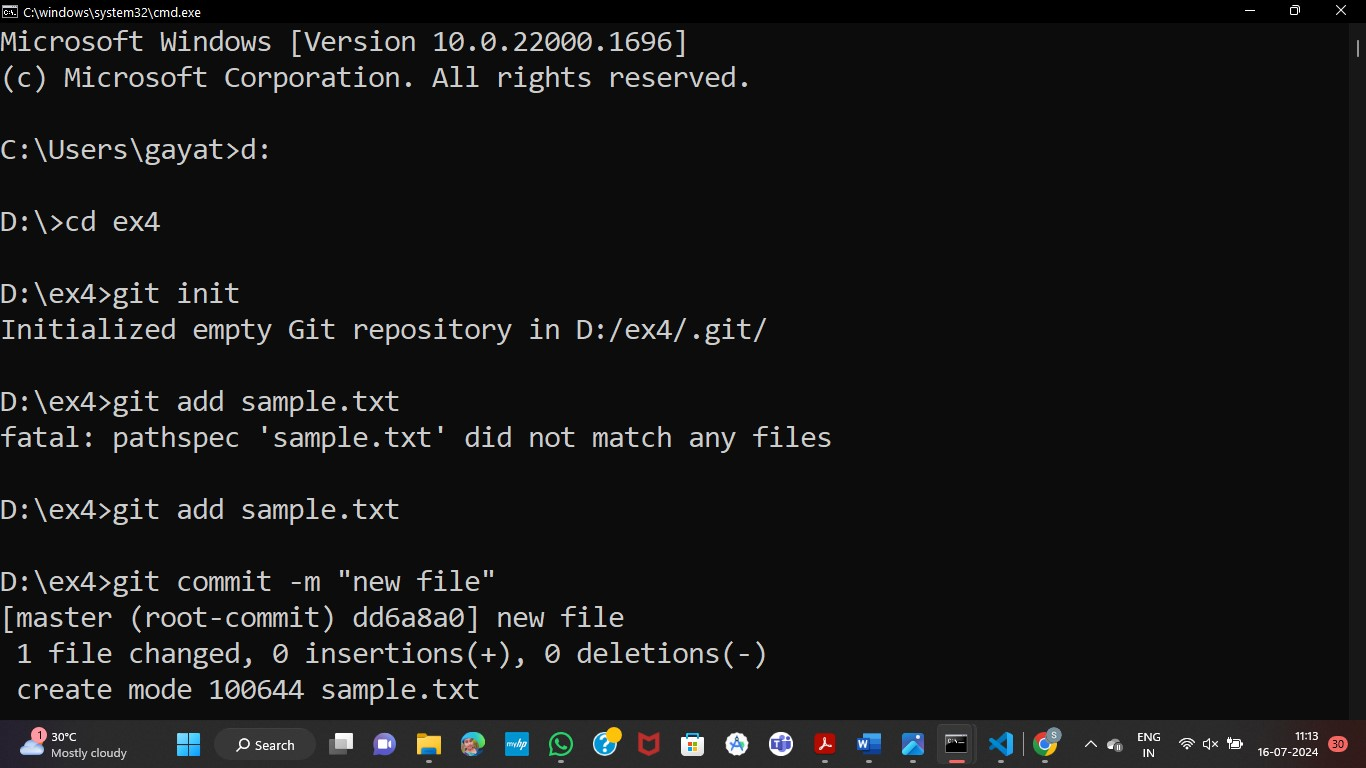 C:\windows\system32\cmd.exe
Microsoft Windows [Version 10.0.22000.1696]
(c) Microsoft Corporation. All rights reserved.
C:\Users\gayat>d:
D:\>cd ex4
D:\ex4>git init
Initialized empty Git repository in D:/ex4/.git/
D:\ex4>git add sample.txt
fatal: pathspec 'sample.txt' did not match any files
D:\ex4>git add sample.txt
D:\ex4>git commit -m "new file"
[master (root-commit) dd6a8a0] new file
 1 file changed, 0 insertions(+), 0 deletions(-)
 create mode 100644 sample.txt
1
30°C
Mostly cloudy
Search
myhp
S
ENG
IN
11:13
16-07-2024
30